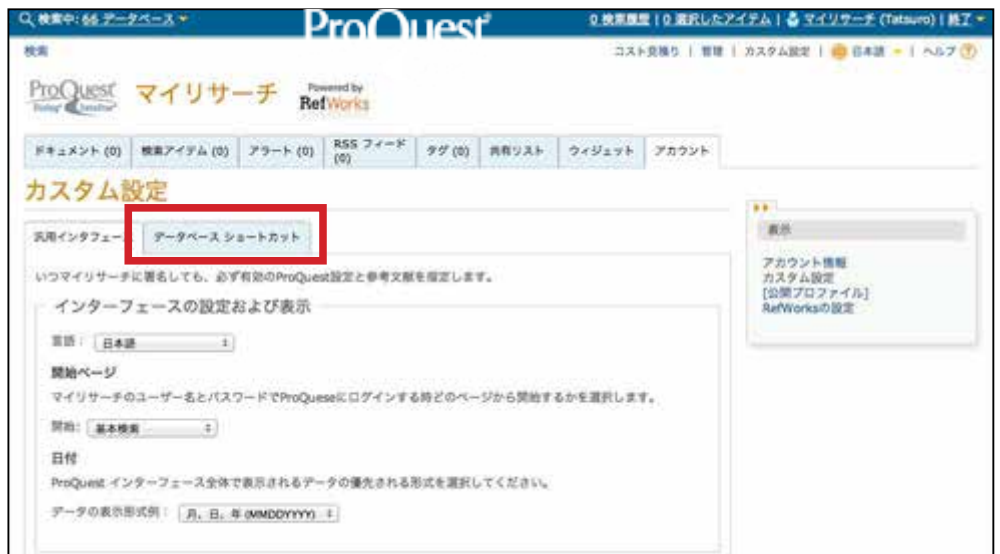 検索中: 66 データベース
ProQuest
0 検索履歴 | 0 選択したアイテム | マイリサーチ (Tatsuro) | 終了
検索
コスト見積り | 管理 | カスタム設定 | 日本語 | ヘルプ ?
ProQuest
Dialog Dataline
マイリサーチ
Powered by
RefWorks
ドキュメント (0)
検索アイテム (0)
アラート (0)
RSS フィード (0)
タグ (0)
共有リスト
ウィジェット
アカウント
カスタム設定
汎用インタフェース
データベース ショートカット
いつマイリサーチに署名しても、必ず有効のProQuest設定と参考文献を指定します。
インターフェースの設定および表示
言語: 日本語
開始ページ
マイリサーチのユーザー名とパスワードでProQueseにログインする時どのページから開始するかを選択します。
開始: 基本検索
日付
ProQuest インターフェース全体で表示されるデータの優先される形式を選択してください。
データの表示形式例: 月, 日, 年 (MMDDYYYY)
表示
アカウント情報
カスタム設定
[公開プロファイル]
RefWorksの設定